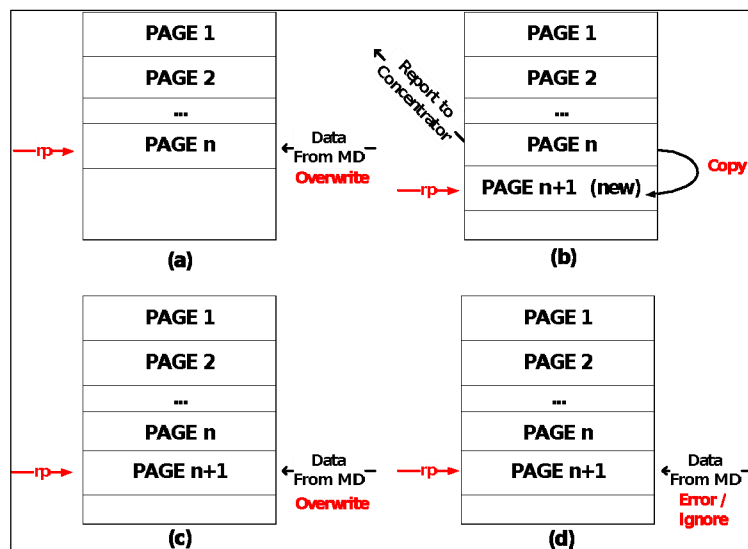 PAGE 1
PAGE 2
...
PAGE n
rp
Data
From MD
Overwrite
(a)
PAGE 1
PAGE 2
...
PAGE n
PAGE n+1 (new)
Report to
Concentrator
rp
Copy
(b)
PAGE 1
PAGE 2
...
PAGE n
PAGE n+1
rp
Data
From MD
Overwrite
(c)
PAGE 1
PAGE 2
...
PAGE n
PAGE n+1
rp
Data
From MD
Error /
Ignore
(d)